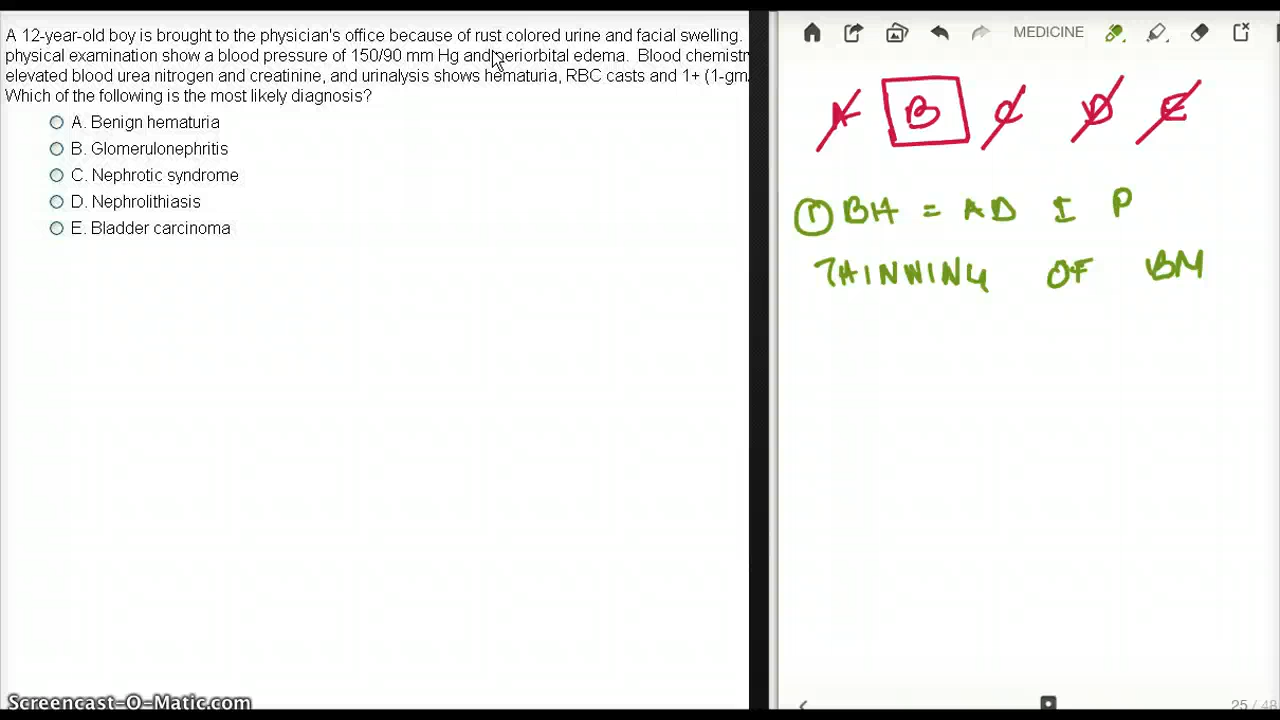 A 12-year-old boy is brought to the physician's office because of rust colored urine and facial swelling.
physical examination show a blood pressure of 150/90 mm Hg and periorbital edema. Blood chemistr
elevated blood urea nitrogen and creatinine, and urinalysis shows hematuria, RBC casts and 1+ (1-gm
Which of the following is the most likely diagnosis?
A. Benign hematuria
B. Glomerulonephritis
C. Nephrotic syndrome
D. Nephrolithiasis
E. Bladder carcinoma
MEDICINE
A B C D E
1 BH = AD I P
THINNING OF BM
25 / 48
Screencast-O-Matic.com